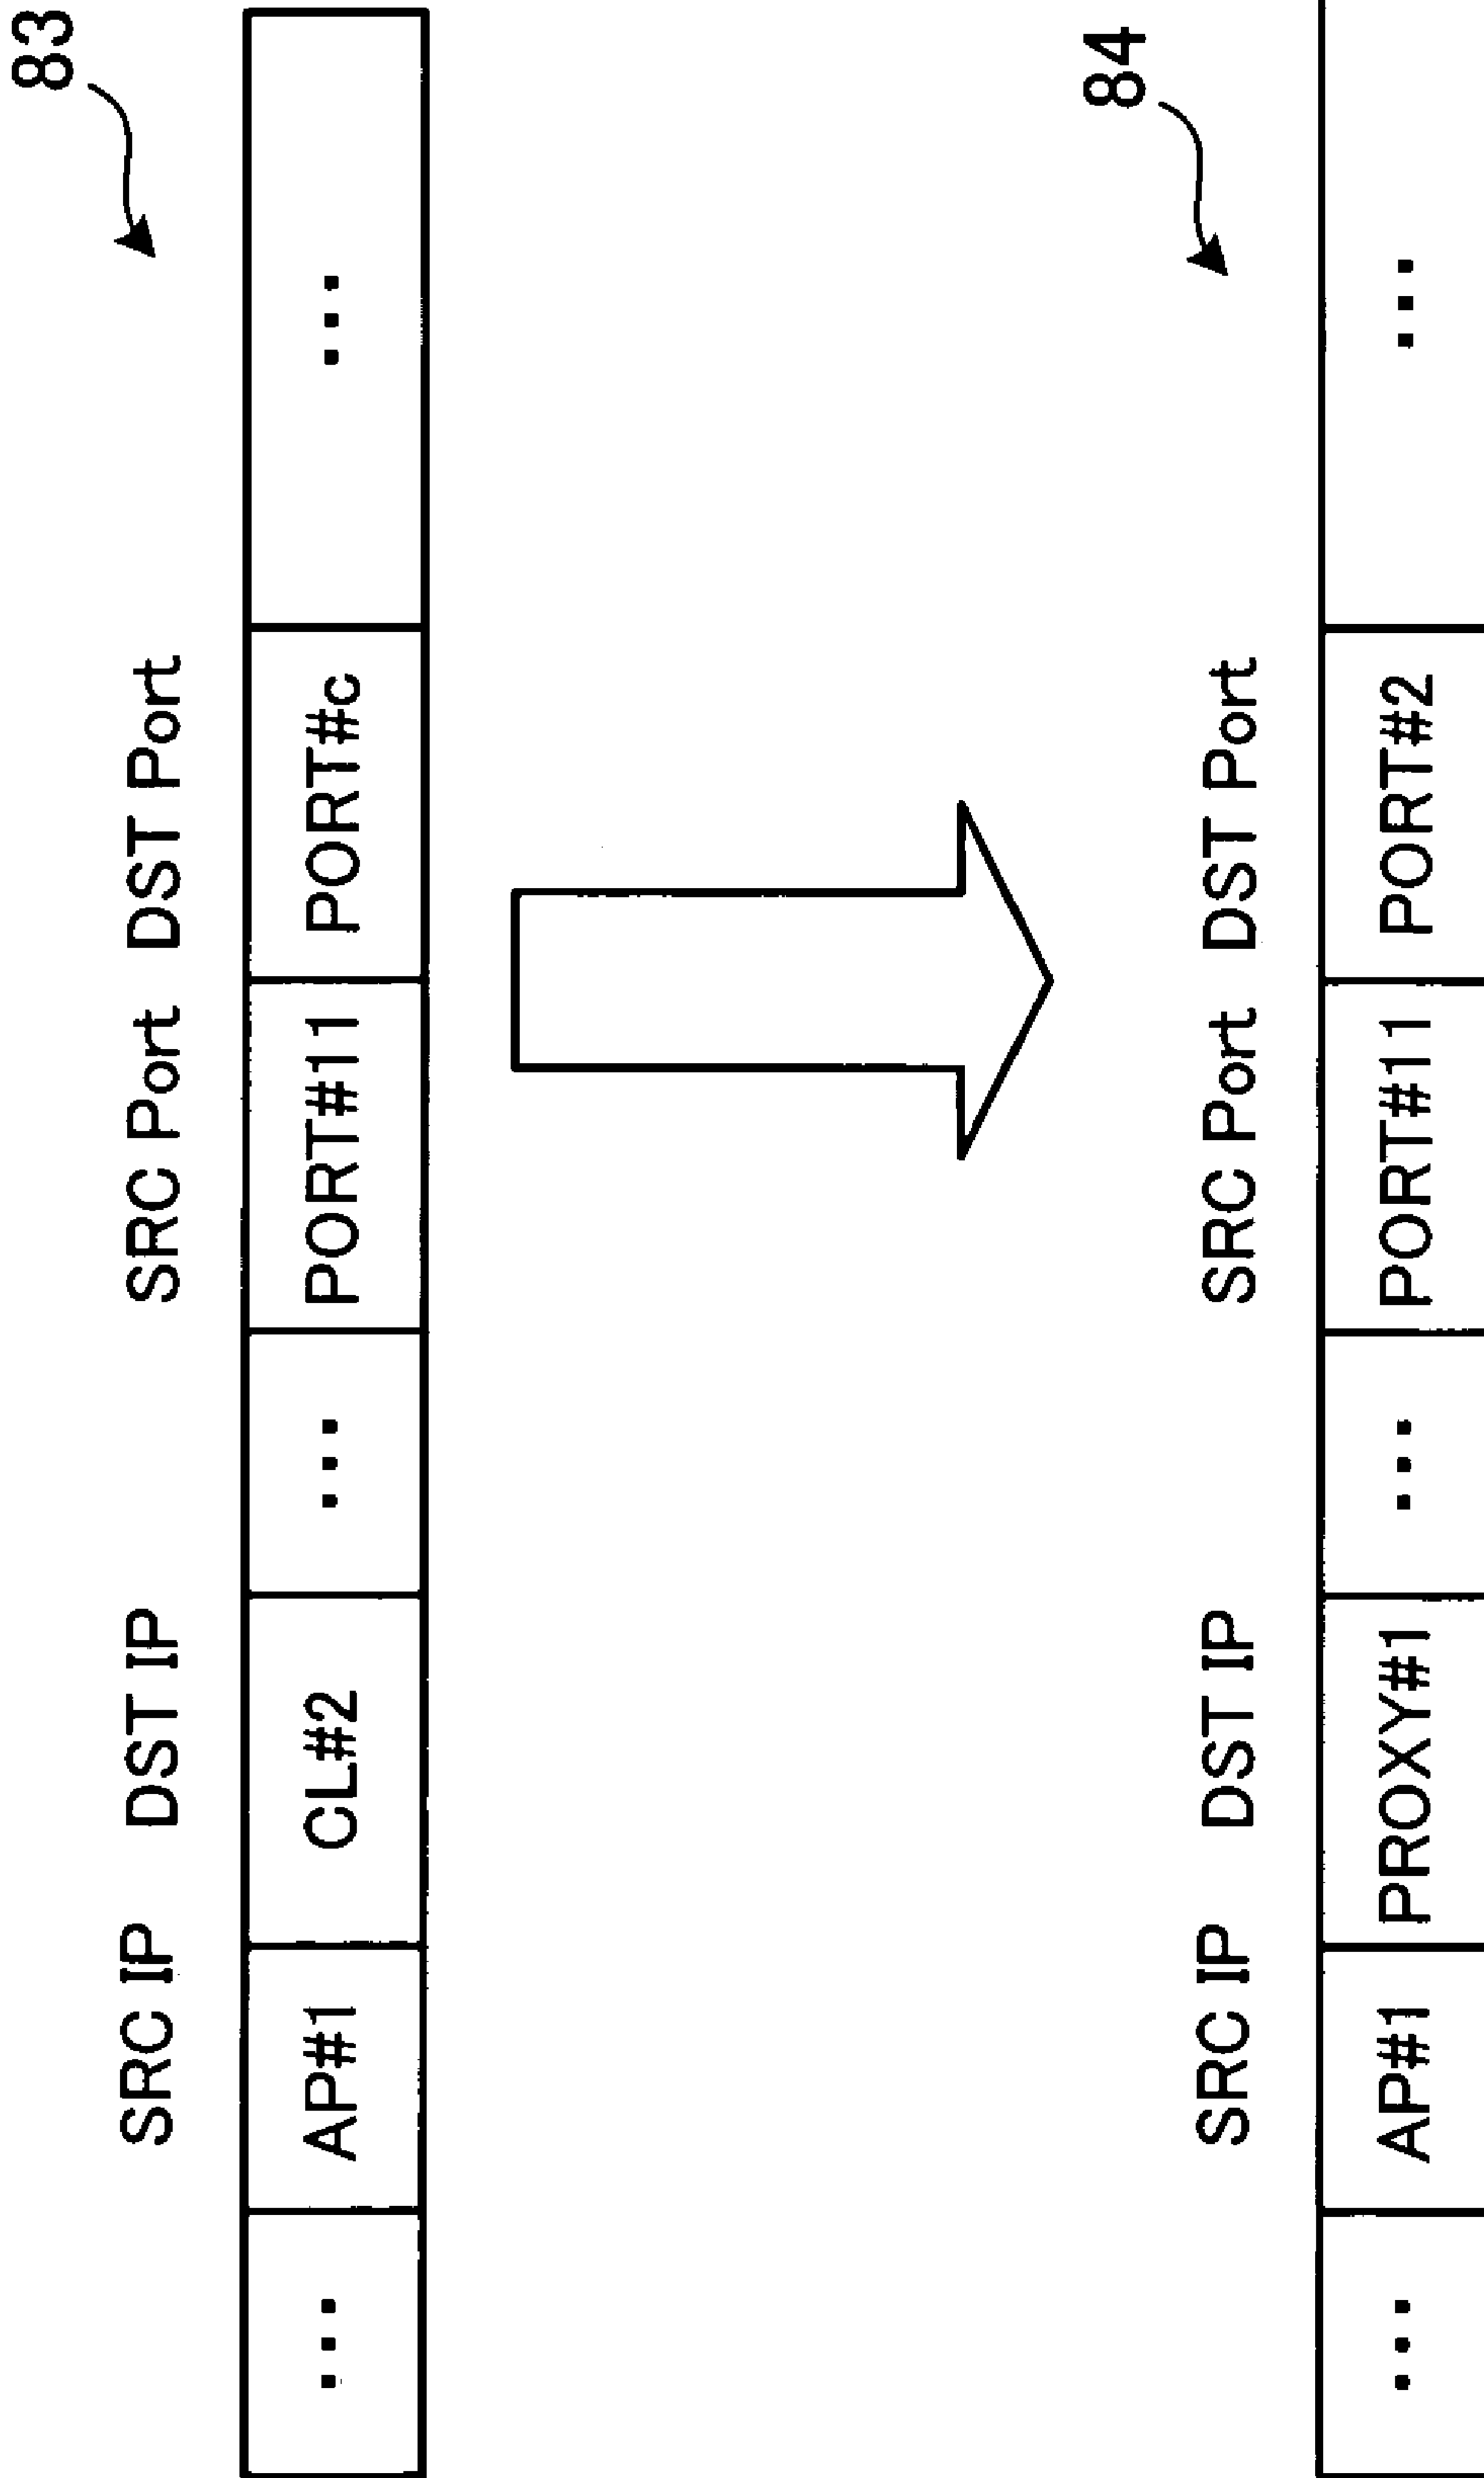 83
SRC IP DST IP SRC Port DST Port
... AP#1 CL#2 ... PORT#11 PORT#c ...
84
SRC IP DST IP SRC Port DST Port
... AP#1 PROXY#1 ... PORT#11 PORT#2 ...